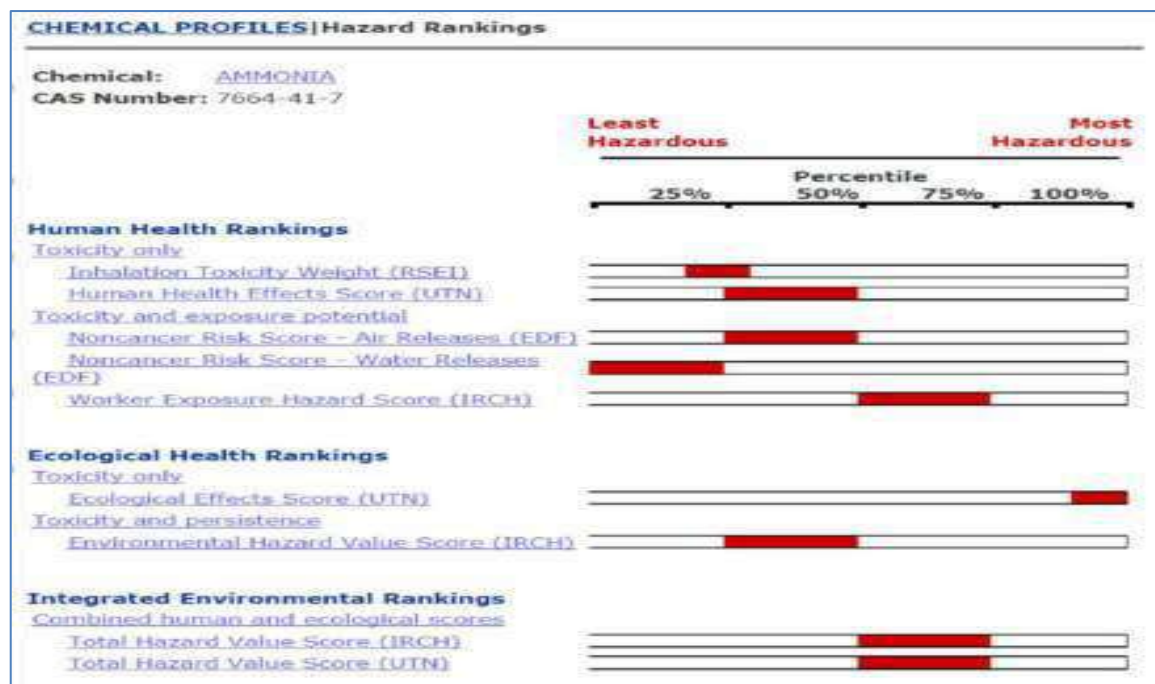 CHEMICAL PROFILES|Hazard Rankings
Chemical: AMMONIA
CAS Number: 7664-41-7
Least Hazardous
Most Hazardous
Percentile
25% 50% 75% 100%
Human Health Rankings
Toxicity only
Inhalation Toxicity Weight (RSEI)
Human Health Effects Score (UTN)
Toxicity and exposure potential
Noncancer Risk Score - Air Releases (EDF)
Noncancer Risk Score - Water Releases
(EDF)
Worker Exposure Hazard Score (IRCH)
Ecological Health Rankings
Toxicity only
Ecological Effects Score (UTN)
Toxicity and persistence
Environmental Hazard Value Score (IRCH)
Integrated Environmental Rankings
Combined human and ecological scores
Total Hazard Value Score (IRCH)
Total Hazard Value Score (UTN)